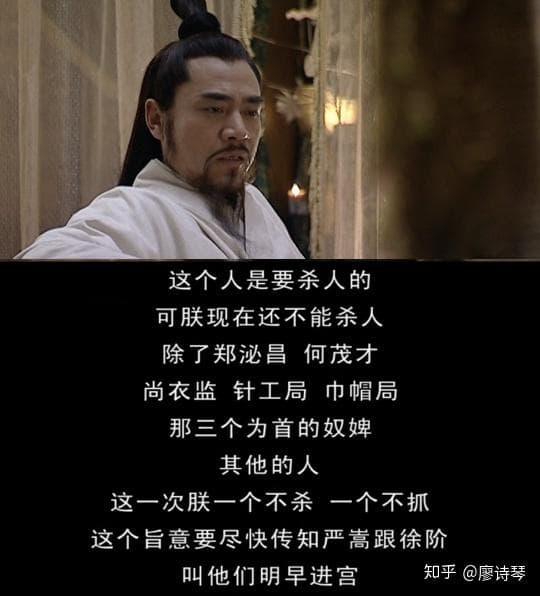 这个人是要杀人的
可朕现在还不能杀人
除了郑泌昌 何茂才
尚衣监 针工局 巾帽局
那三个为首的奴婢
其他的人
这一次朕一个不杀 一个不抓
这个旨意要尽快传知严嵩跟徐阶
叫他们明早进宫
知乎 @廖诗琴